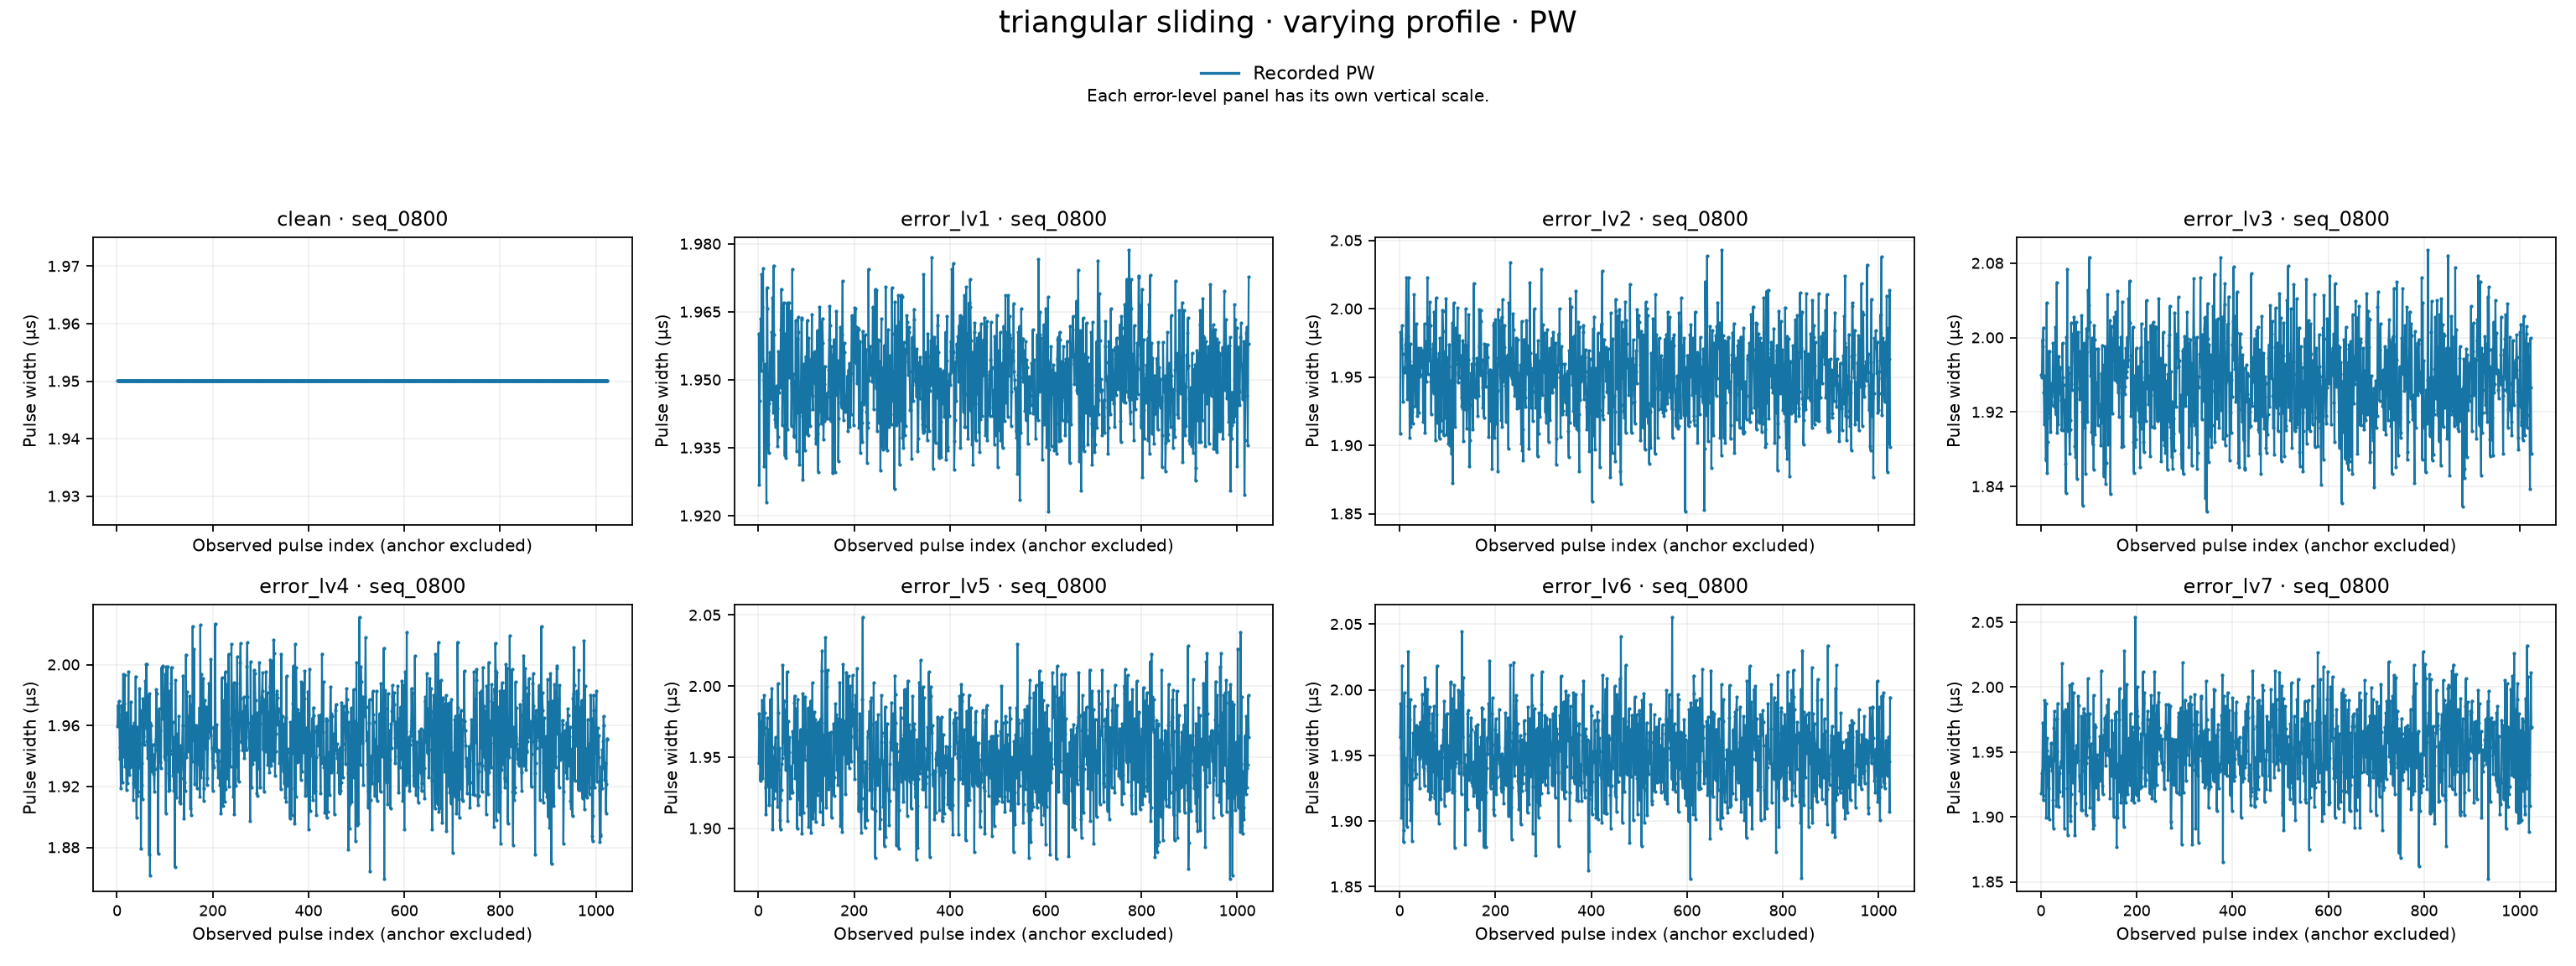 triangular sliding · varying profile · PW
Recorded PW
Each error-level panel has its own vertical scale.
clean · seq_0800
1.97
1.96
1.95
1.94
1.93
Pulse width (µs)
Observed pulse index (anchor excluded)
error_lv1 · seq_0800
1.980
1.965
1.950
1.935
1.920
Pulse width (µs)
Observed pulse index (anchor excluded)
error_lv2 · seq_0800
2.05
2.00
1.95
1.90
1.85
Pulse width (µs)
Observed pulse index (anchor excluded)
error_lv3 · seq_0800
2.08
2.00
1.92
1.84
Pulse width (µs)
Observed pulse index (anchor excluded)
error_lv4 · seq_0800
2.00
1.96
1.92
1.88
Pulse width (µs)
0 200 400 600 800 1000
Observed pulse index (anchor excluded)
error_lv5 · seq_0800
2.05
2.00
1.95
1.90
Pulse width (µs)
0 200 400 600 800 1000
Observed pulse index (anchor excluded)
error_lv6 · seq_0800
2.05
2.00
1.95
1.90
1.85
Pulse width (µs)
0 200 400 600 800 1000
Observed pulse index (anchor excluded)
error_lv7 · seq_0800
2.05
2.00
1.95
1.90
1.85
Pulse width (µs)
0 200 400 600 800 1000
Observed pulse index (anchor excluded)